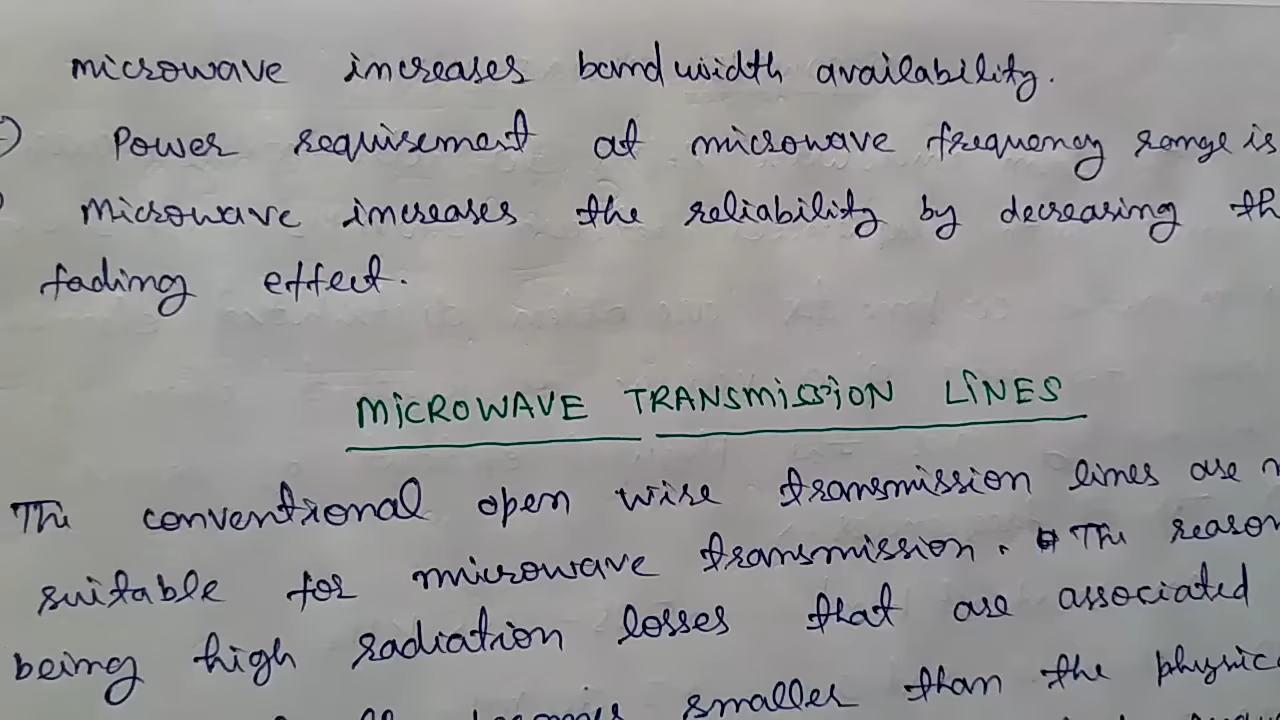 microwave increases bandwidth availability.
Power requirement at microwave frequency range is
Microwave increases the reliability by decreasing th
fading effect.
MICROWAVE TRANSMISSION LINES
The conventional open wire transmission lines are
suitable for microwave transmission. The reason
being high radiation losses that are associated
smaller than the physic